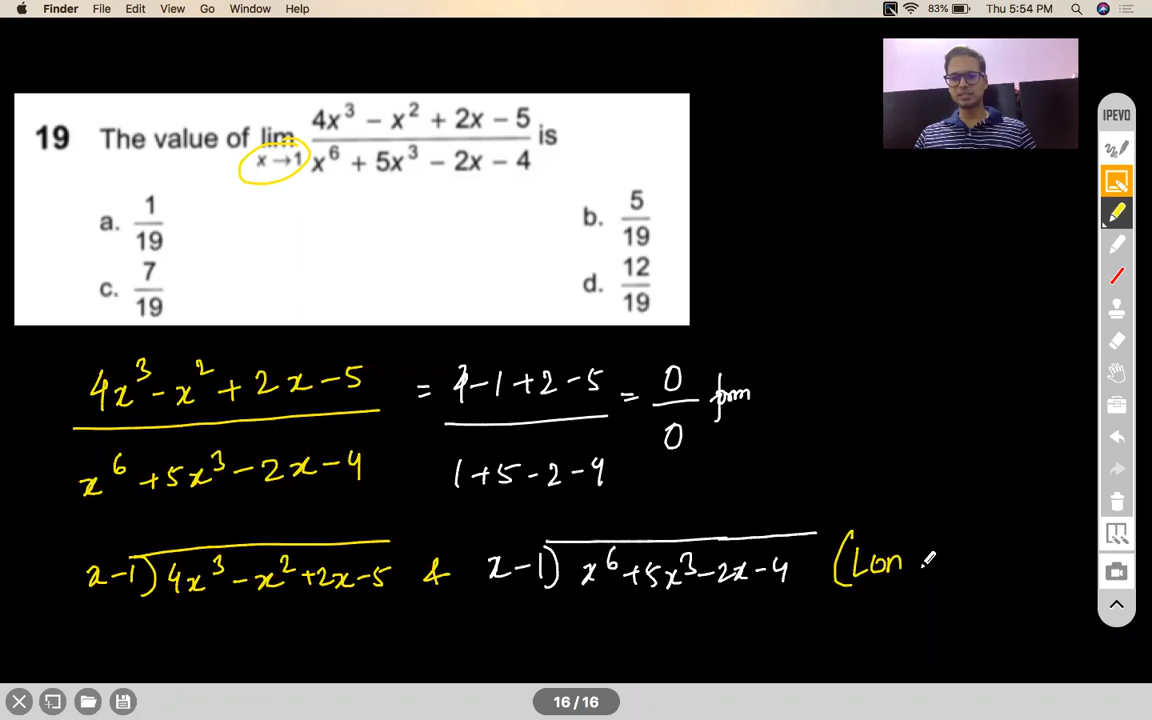 Finder File Edit View Go Window Help 83% Thu 5:54 PM
IPEVO
19 The value of lim x→1 (4x³ − x² + 2x − 5)/(x⁶ + 5x³ − 2x − 4) is
a. 1/19 b. 5/19
c. 7/19 d. 12/19
(4x³ − x² + 2x − 5)/(x⁶ + 5x³ − 2x − 4) = (4 − 1 + 2 − 5)/(1 + 5 − 2 − 4) = 0/0
x−1) 4x³ − x² + 2x − 5 & x−1) x⁶ + 5x³ − 2x − 4 (Lon
16 / 16